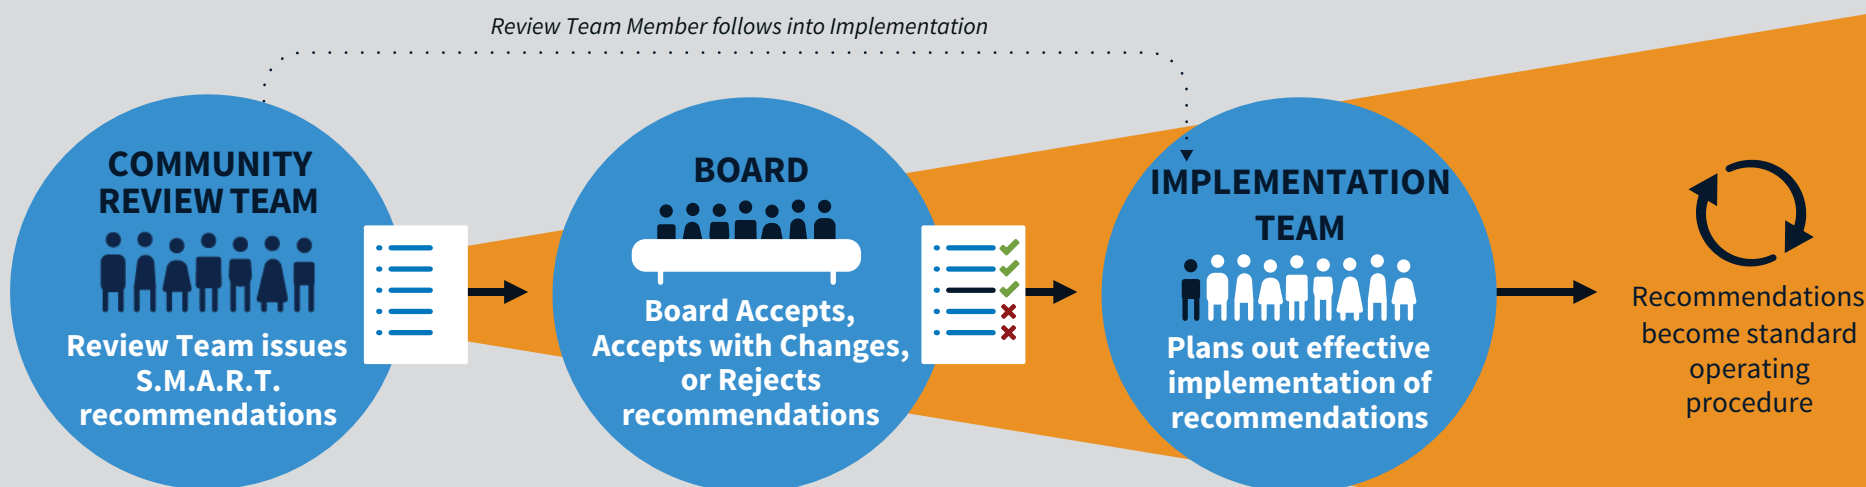 Review Team Member follows into Implementation
COMMUNITY
REVIEW TEAM
Review Team issues
S.M.A.R.T.
recommendations
BOARD
Board Accepts,
Accepts with Changes,
or Rejects
recommendations
IMPLEMENTATION
TEAM
Plans out effective
implementation of
recommendations
Recommendations
become standard
operating
procedure